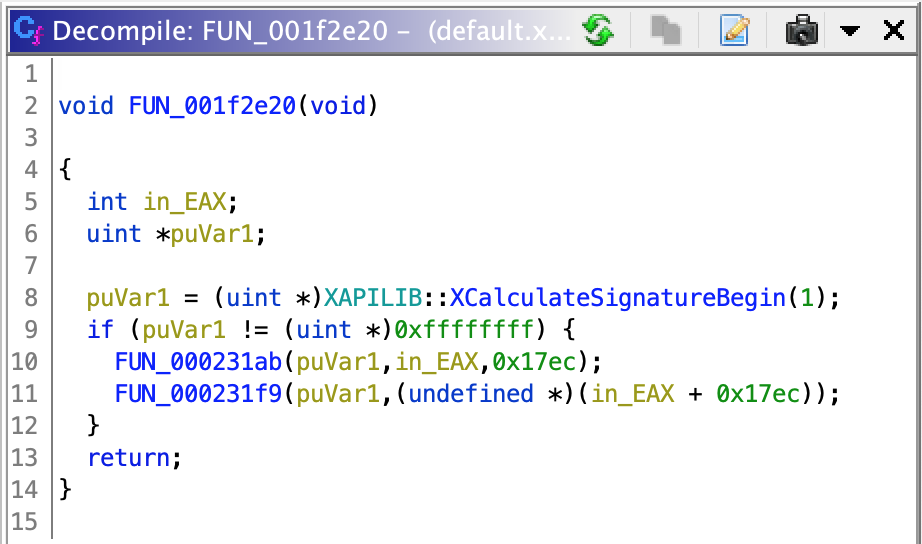 Decompile: FUN_001f2e20 – (default.x...
1
2 void FUN_001f2e20(void)
3
4 {
5 int in_EAX;
6 uint *puVar1;
7
8 puVar1 = (uint *)XAPILIB::XCalculateSignatureBegin(1);
9 if (puVar1 != (uint *)0xffffffff) {
10 FUN_000231ab(puVar1,in_EAX,0x17ec);
11 FUN_000231f9(puVar1,(undefined *)(in_EAX + 0x17ec));
12 }
13 return;
14 }
15